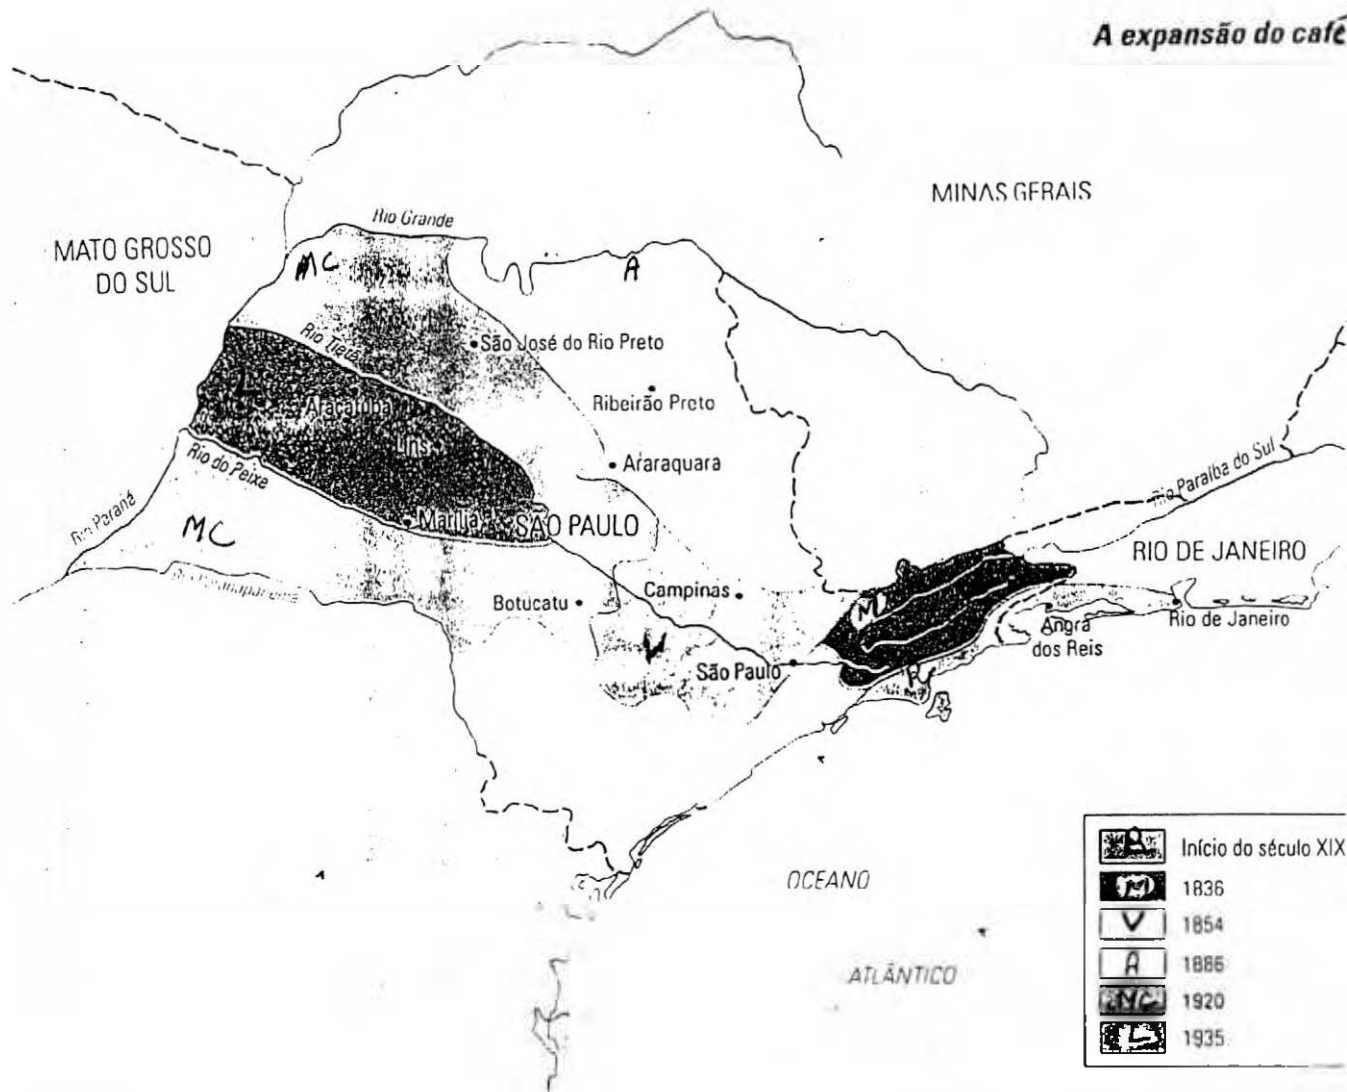 A expansão do café
MINAS GERAIS
MATO GROSSO
DO SUL
Rio Grande
MC
A
Rio Tietê
São José do Rio Preto
L
Araçatuba
Ribeirão Preto
Lins
Araraquara
Rio do Peixe
Rio Paraíba do Sul
Rio Paraná
Marília
SÃO PAULO
MC
RIO DE JANEIRO
Botucatu
Campinas
M
Angra
dos Reis
Rio de Janeiro
V
São Paulo
OCEANO
ATLÂNTICO
Início do século XIX
M 1836
V 1854
A 1886
MC 1920
L 1935